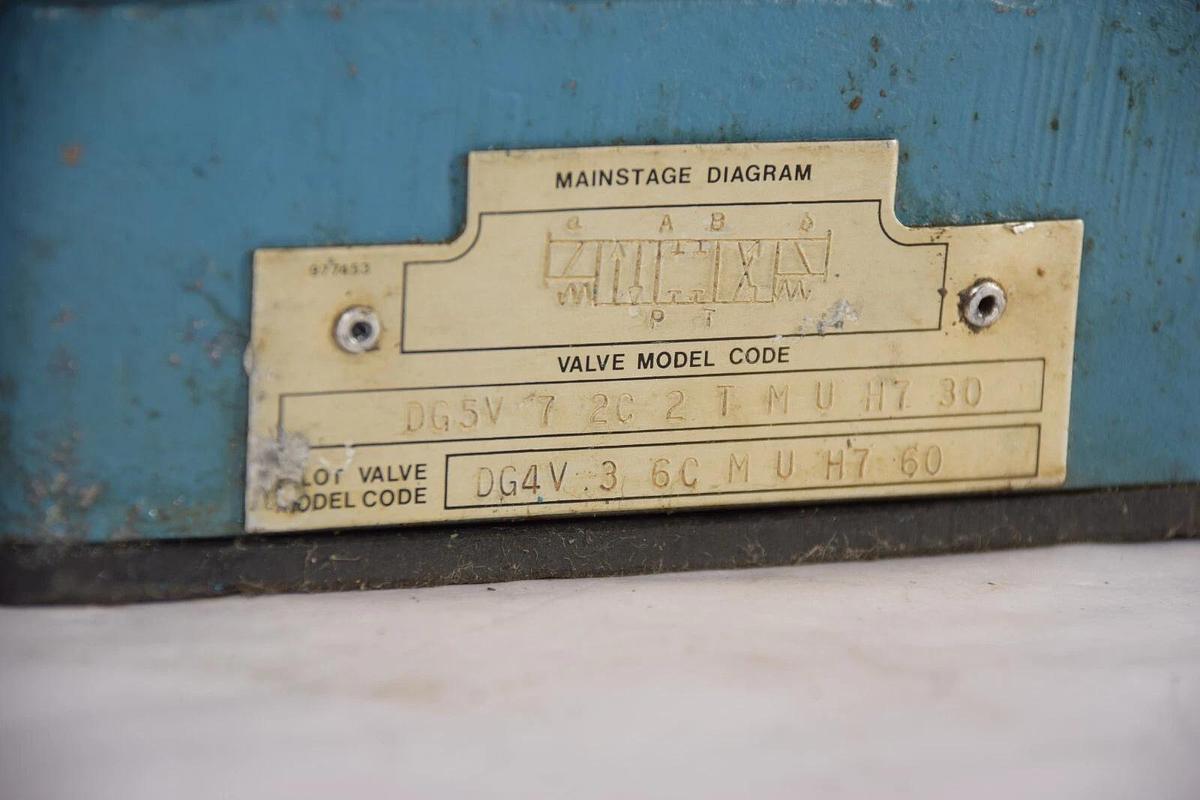 MAINSTAGE DIAGRAM
a A B b
977453
P T
VALVE MODEL CODE
DG5V 7 2C 2 T M U H7 30
LOT VALVE
ODEL CODE
DG4V 3 6C M U H7 60